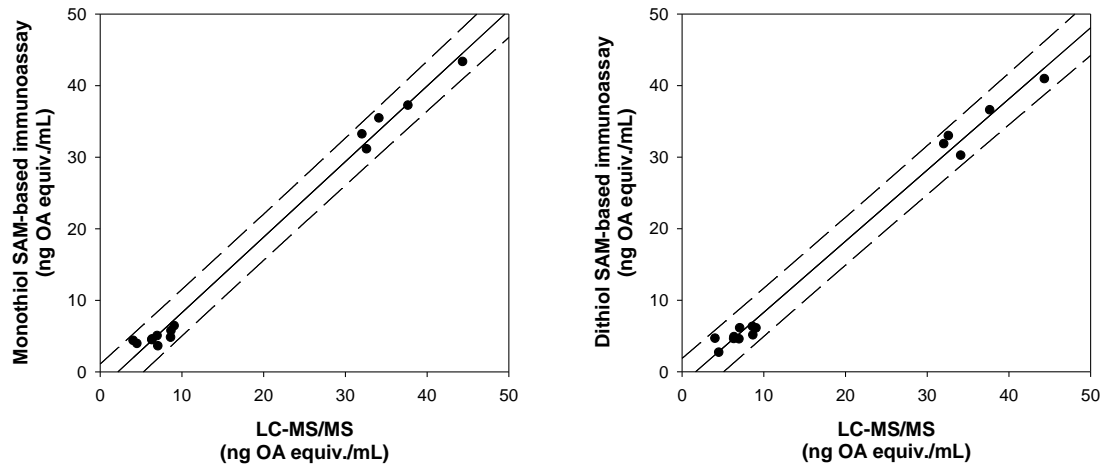 Monothiol SAM-based immunoassay
(ng OA equiv./mL)
50
40
30
20
10
0
0 10 20 30 40 50
LC-MS/MS
(ng OA equiv./mL)
Dithiol SAM-based immunoassay
(ng OA equiv./mL)
50
40
30
20
10
0
0 10 20 30 40 50
LC-MS/MS
(ng OA equiv./mL)